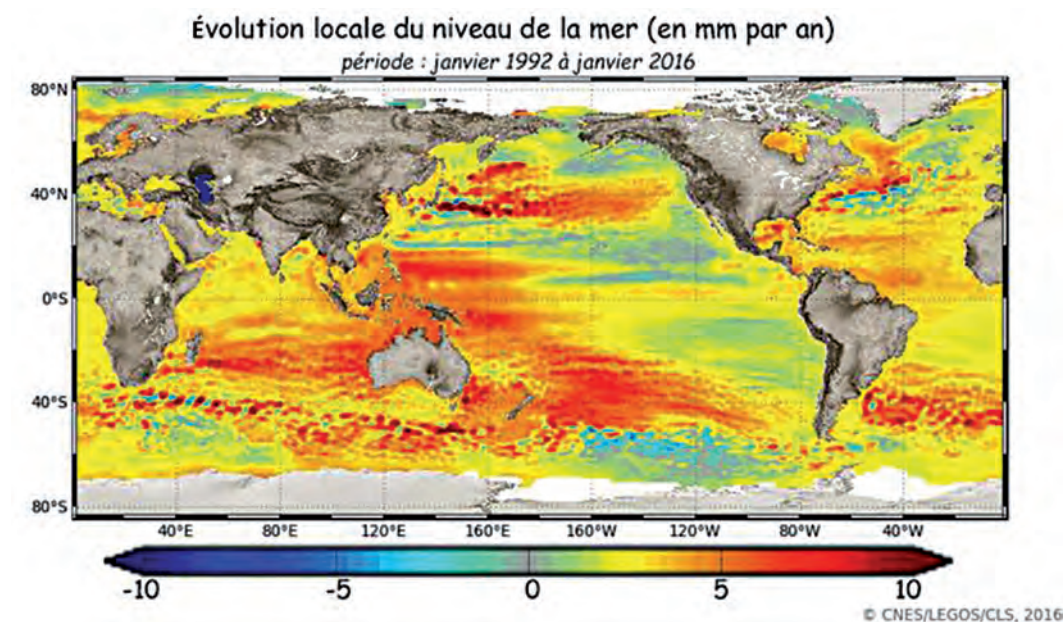 Évolution locale du niveau de la mer (en mm par an)
période : janvier 1992 à janvier 2016
80°N
40°N
0°S
40°S
80°S
40°E 80°E 120°E 160°E 160°W 120°W 80°W 40°W
-10 -5 0 5 10
© CNES/LEGOS/CLS, 2016